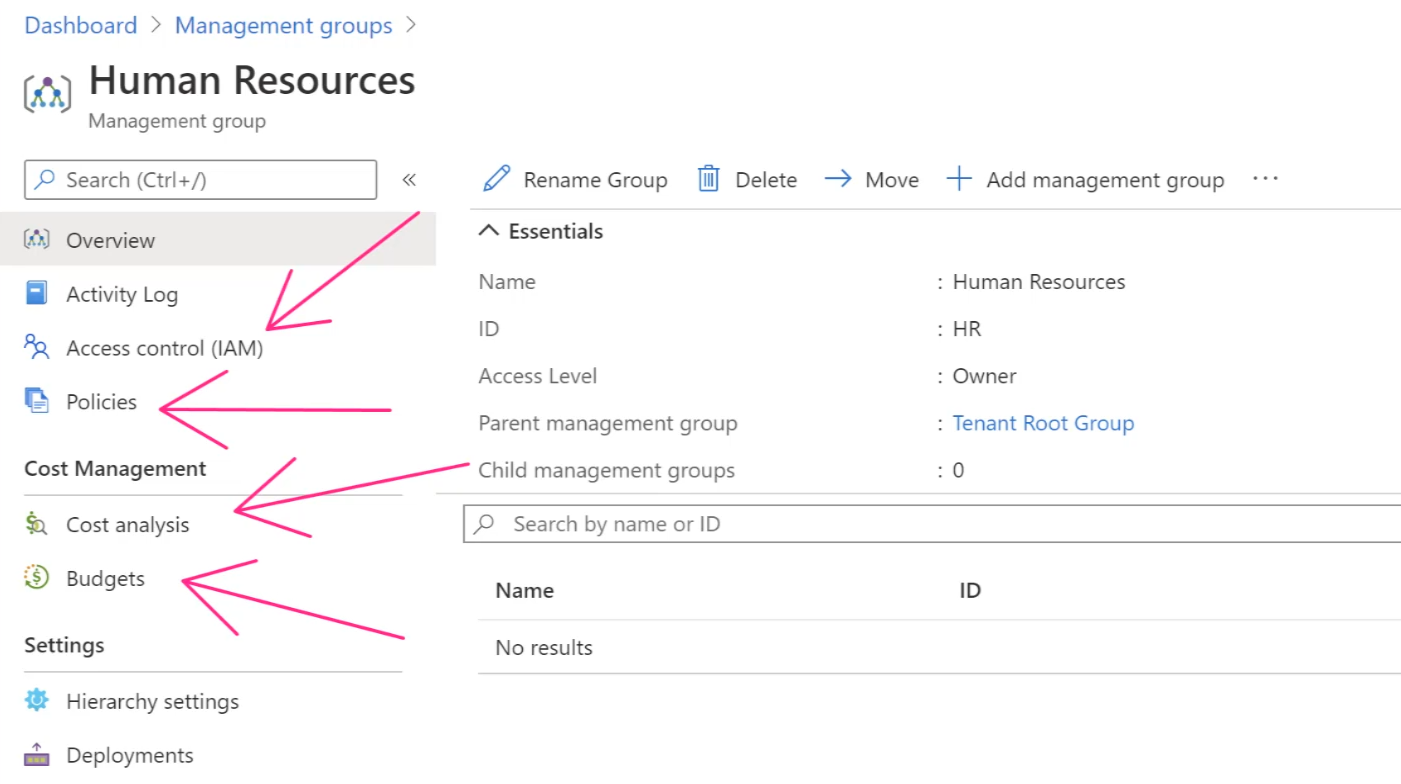 Dashboard > Management groups >
Human Resources
Management group
Search (Ctrl+/)
«
Overview
Activity Log
Access control (IAM)
Policies
Cost Management
Cost analysis
Budgets
Settings
Hierarchy settings
Deployments
Rename Group Delete Move Add management group ...
Essentials
Name : Human Resources
ID : HR
Access Level : Owner
Parent management group : Tenant Root Group
Child management groups : 0
Search by name or ID
Name ID
No results